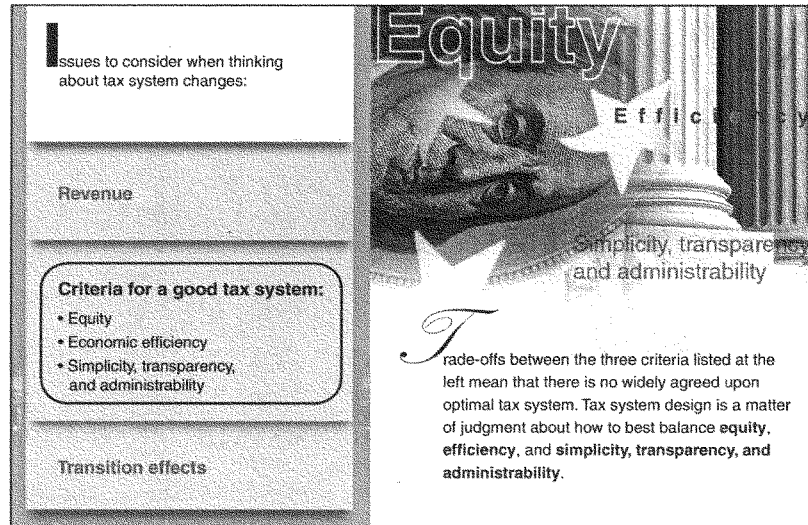 Issues to consider when thinking
about tax system changes:
Revenue
Criteria for a good tax system:
• Equity
• Economic efficiency
• Simplicity, transparency,
and administrability
Transition effects
Equity
Efficiency
Simplicity, transparency
and administrability
Trade-offs between the three criteria listed at the
left mean that there is no widely agreed upon
optimal tax system. Tax system design is a matter
of judgment about how to best balance equity,
efficiency, and simplicity, transparency, and
administrability.